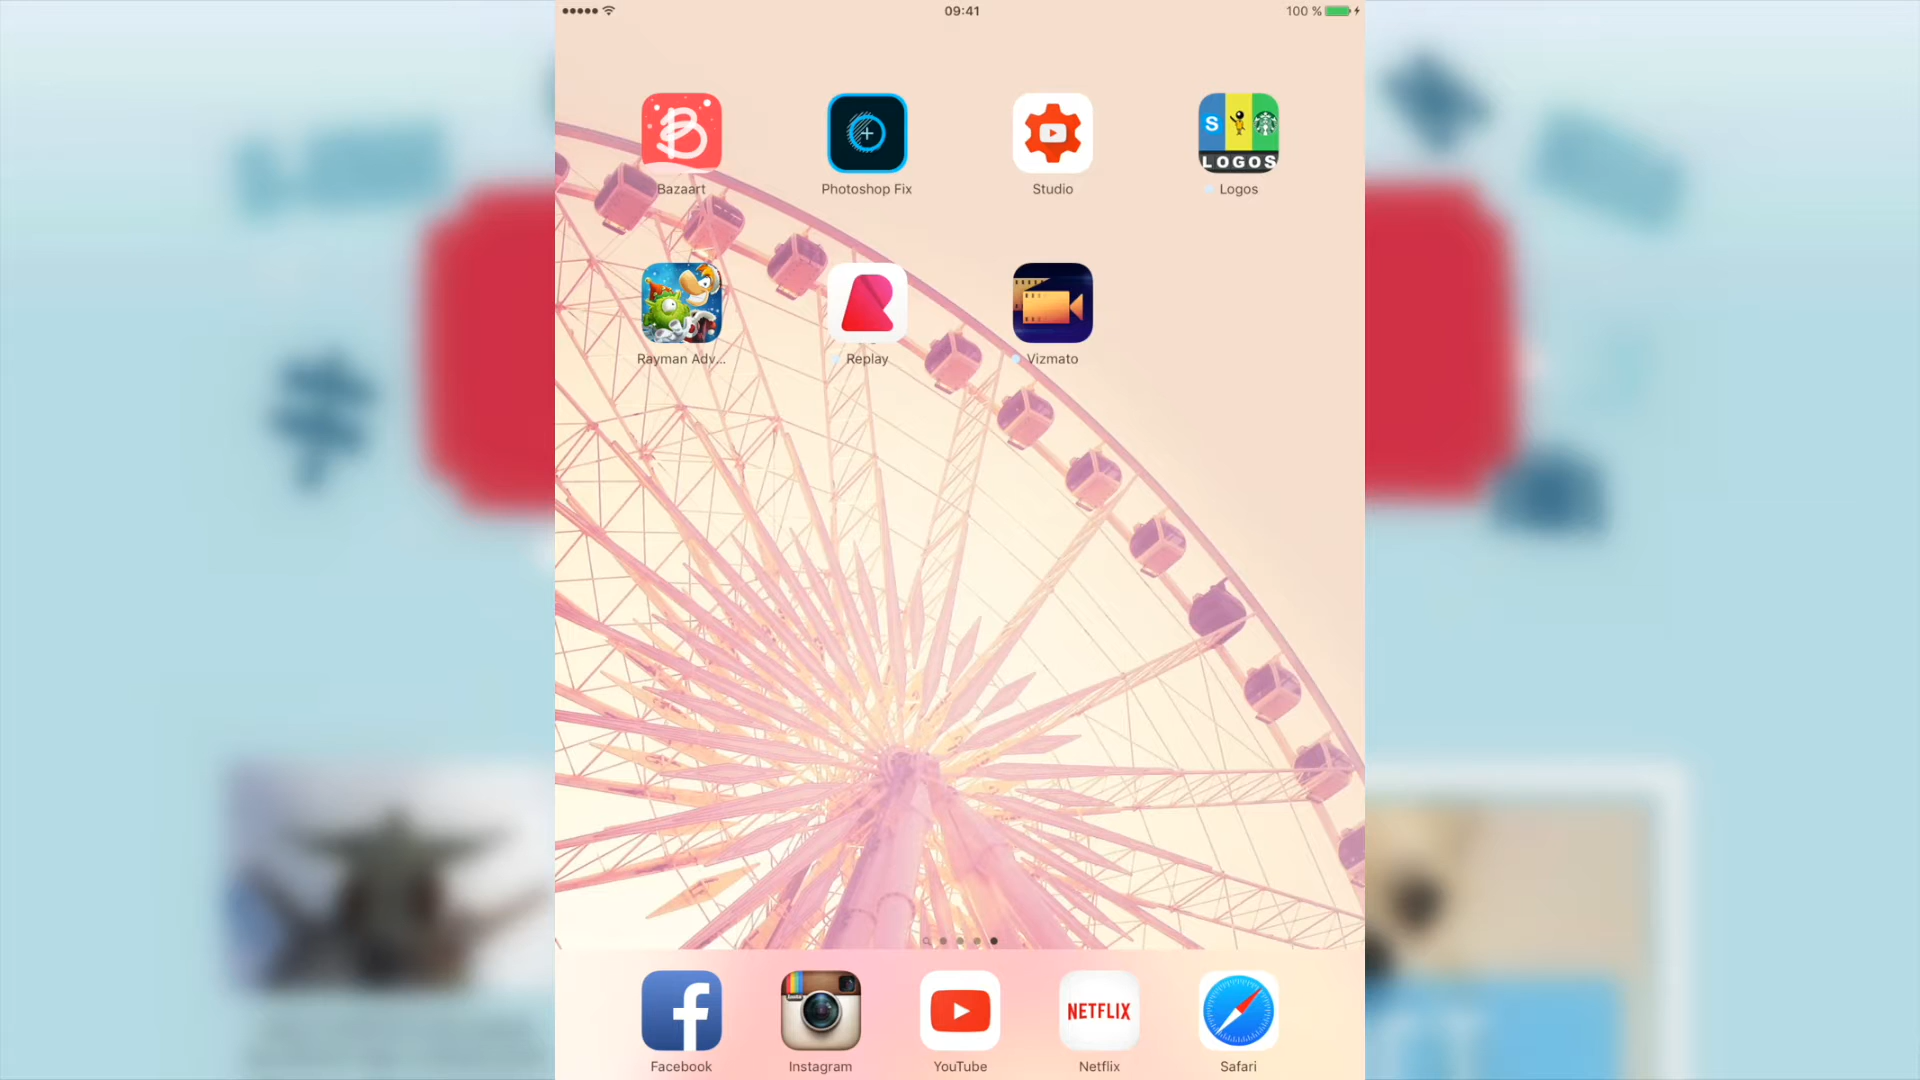 09:41
100 %
Bazaart
Photoshop Fix
Studio
S
LOGOS
Logos
Rayman Adv...
Replay
Vizmato
NETFLIX
Facebook
Instagram
YouTube
Netflix
Safari